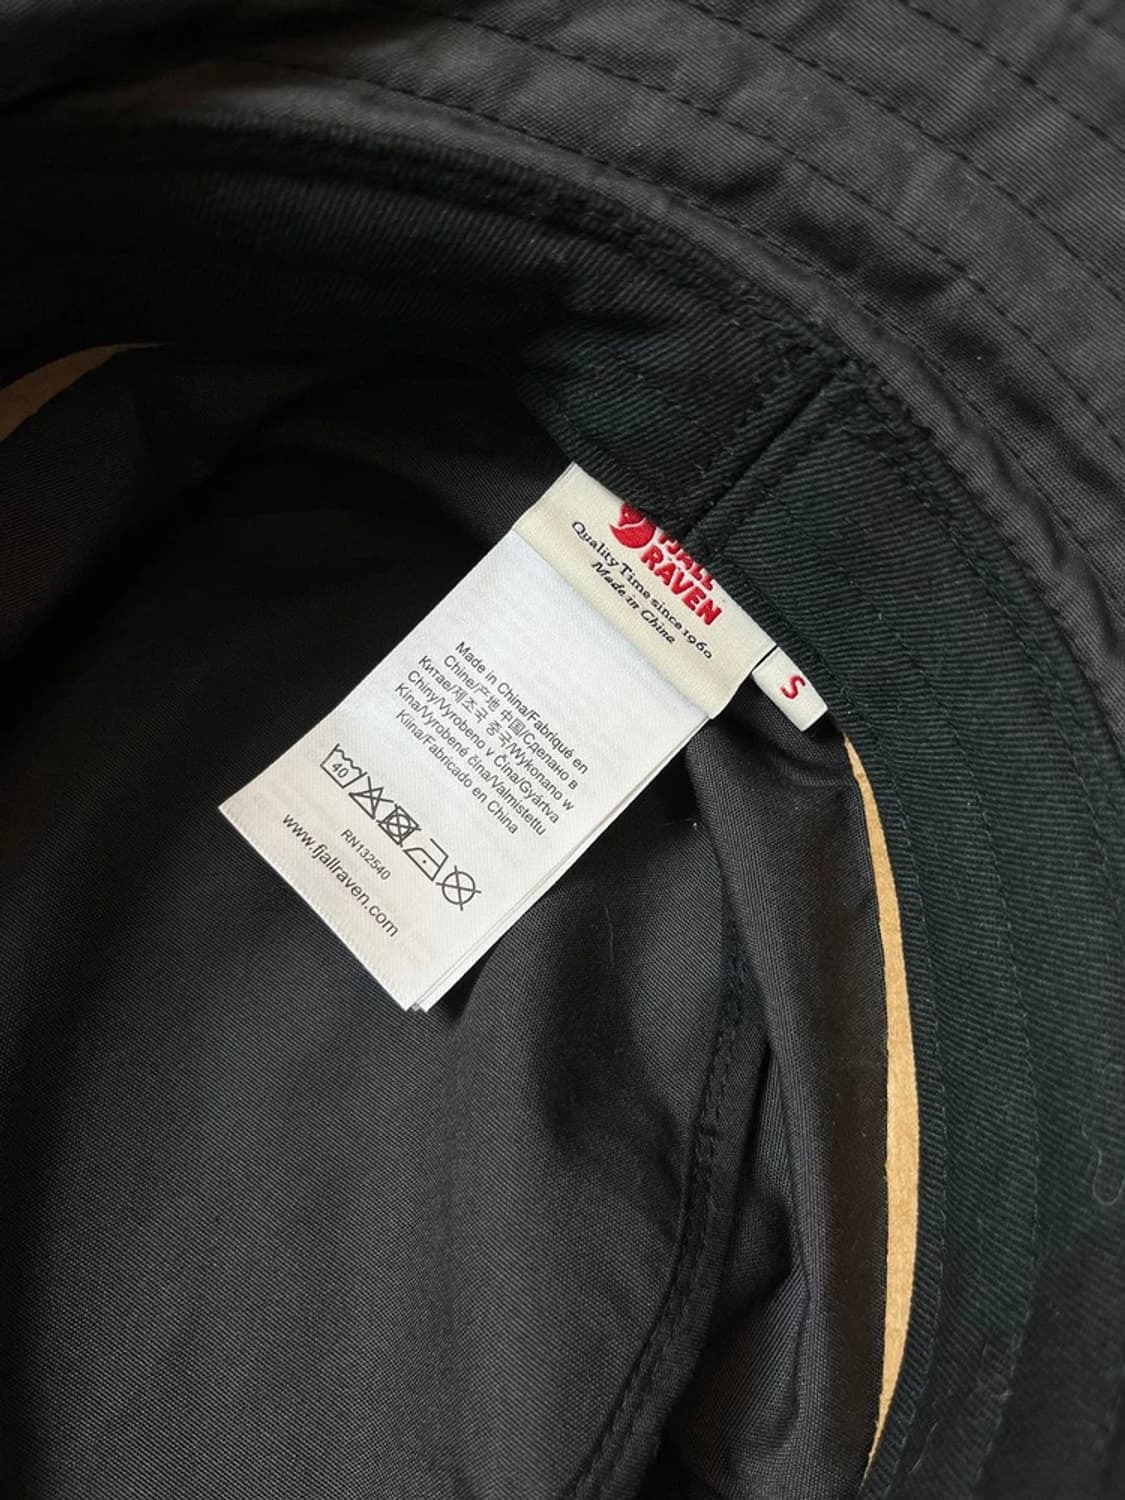 FJÄLL
RÄVEN
Quality Time since 1960
Made in China
S
Made in China/Fabriqué en
Chine/产地 中国/Сделано в
Китае/제조국 중국/Wykonano w
Chiny/Vyrobeno v Čína/Gyártva
Kína/Vyrobené čína/Valmistettu
Kiina/Fabricado en China
40
RN132540
www.fjallraven.com